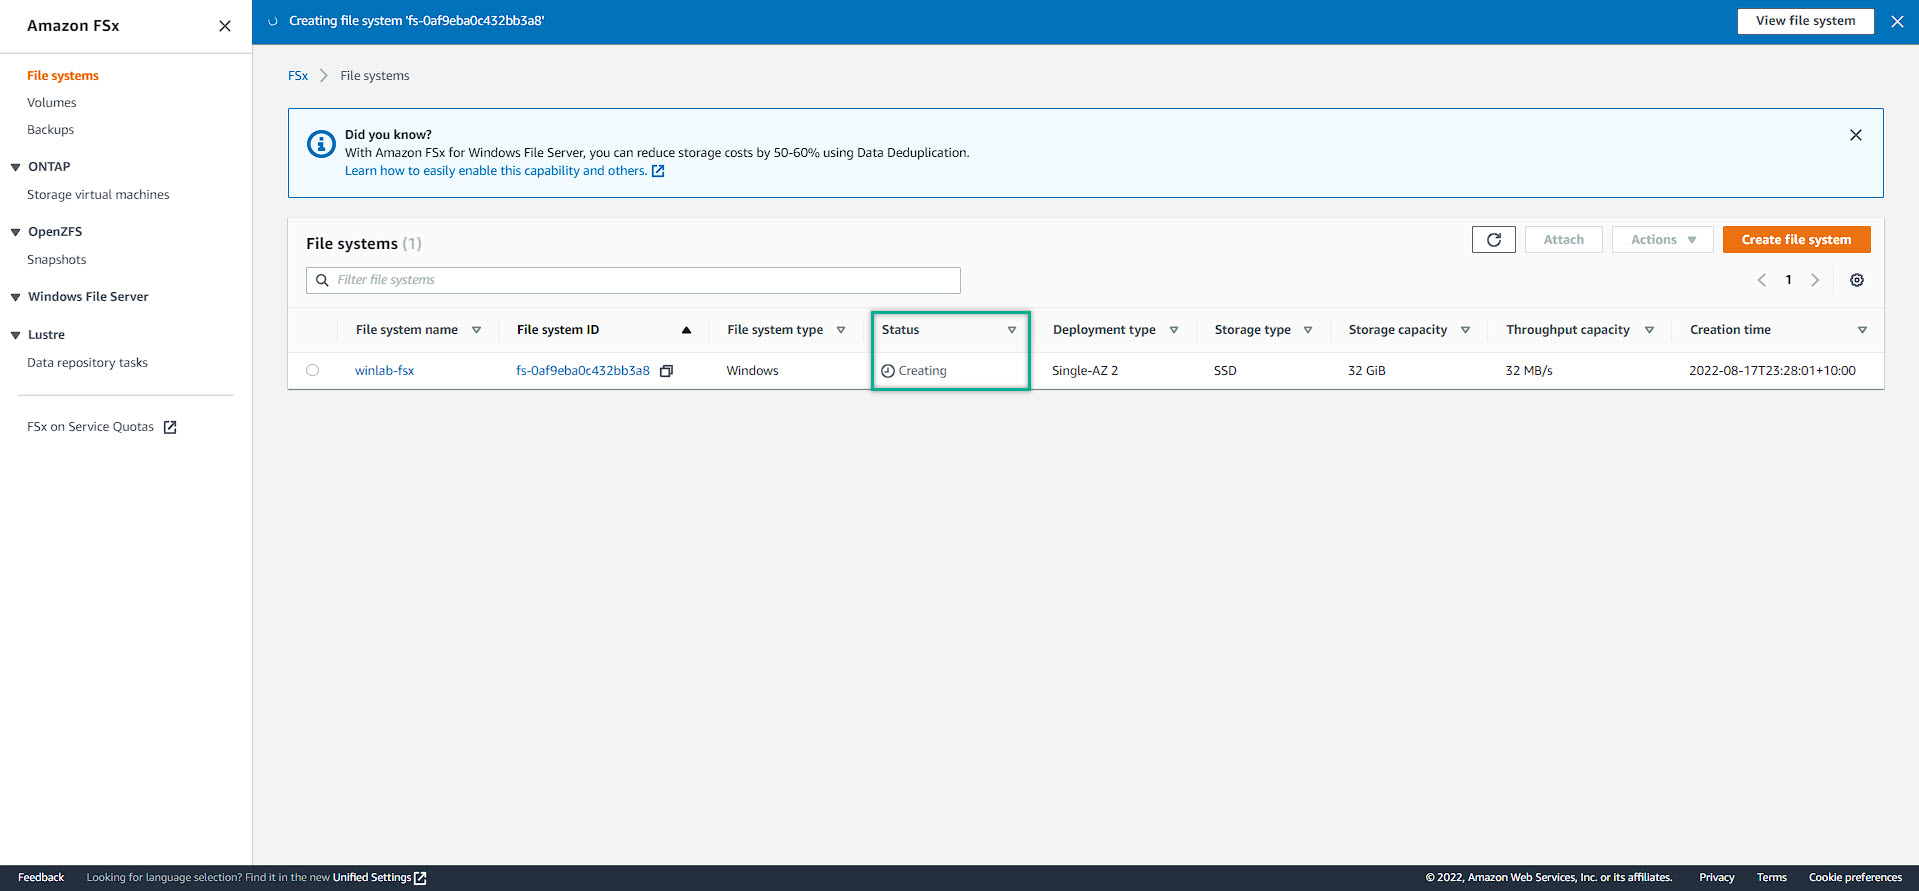 Amazon FSx
Creating file system 'fs-0af9eba0c432bb3a8'
View file system
File systems
Volumes
Backups
ONTAP
Storage virtual machines
OpenZFS
Snapshots
Windows File Server
Lustre
Data repository tasks
FSx on Service Quotas
FSx
File systems
Did you know?
With Amazon FSx for Windows File Server, you can reduce storage costs by 50-60% using Data Deduplication.
Learn how to easily enable this capability and others.
File systems (1)
Attach
Actions
Create file system
Filter file systems
1
File system name
File system ID
File system type
Status
Deployment type
Storage type
Storage capacity
Throughput capacity
Creation time
winlab-fsx
fs-0af9eba0c432bb3a8
Windows
Creating
Single-AZ 2
SSD
32 GiB
32 MB/s
2022-08-17T23:28:01+10:00
Feedback
Looking for language selection? Find it in the new Unified Settings
© 2022, Amazon Web Services, Inc. or its affiliates.
Privacy
Terms
Cookie preferences